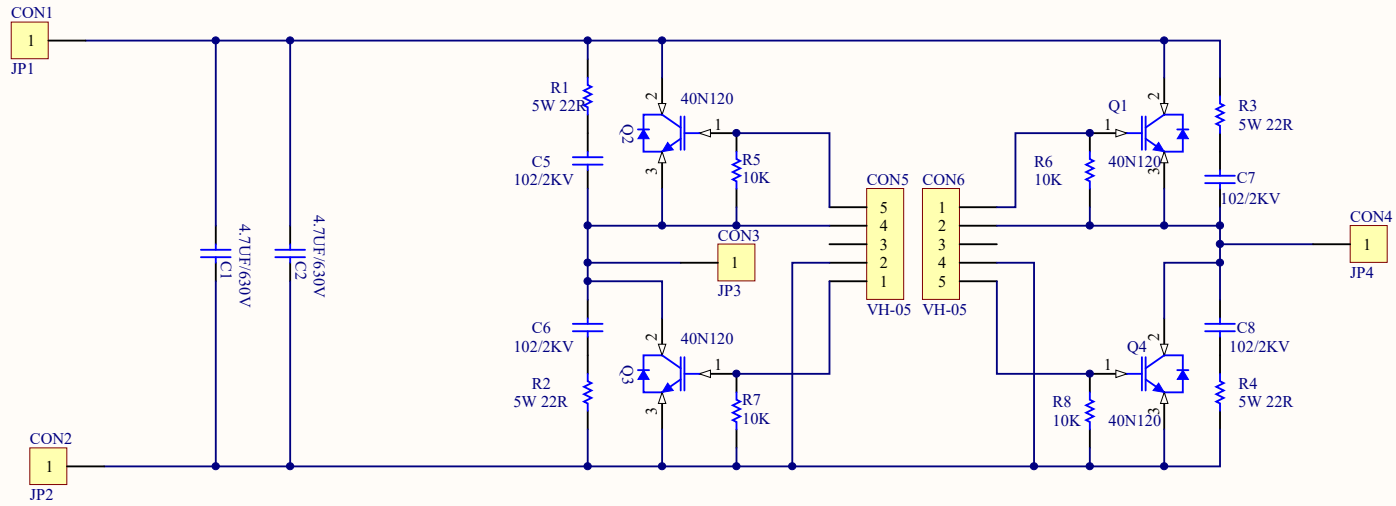 CON1
1
JP1
R1
5W 22R
2
40N120
Q2
1
3
C5
102/2KV
R5
10K
Q1
2
1
40N120
3
R3
5W 22R
R6
10K
C7
102/2KV
CON5
5
4
3
2
1
VH-05
CON6
1
2
3
4
5
VH-05
CON3
1
JP3
CON4
1
JP4
C1
4.7UF/630V
C2
4.7UF/630V
C6
102/2KV
R2
5W 22R
2
40N120
Q3
1
3
R7
10K
Q4
2
1
40N120
3
R8
10K
C8
102/2KV
R4
5W 22R
CON2
1
JP2